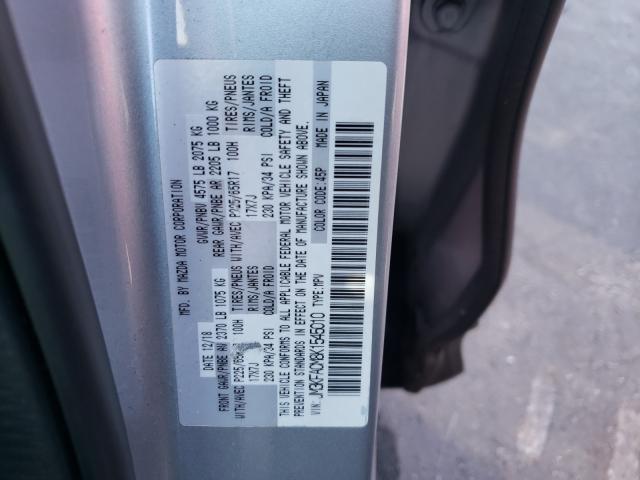 MFD. BY MAZDA MOTOR CORPORATION
DATE 12/18 GVWR/PNBV 4575 LB 2075 KG
FRONT GAWR/PNBE AV 2370 LB 1075 KG REAR GAWR/PNBE AR 2205 LB 1000 KG
WITH/AVEC P225/65R17 100H TIRES/PNEUS WITH/AVEC P225/65R17 100H TIRES/PNEUS
17X7J RIMS/JANTES 17X7J RIMS/JANTES
230 KPA/34 PSI COLD/A FROID 230 KPA/34 PSI COLD/A FROID
THIS VEHICLE CONFORMS TO ALL APPLICABLE FEDERAL MOTOR VEHICLE SAFETY AND THEFT
PREVENTION STANDARDS IN EFFECT ON THE DATE OF MANUFACTURE SHOWN ABOVE.
MADE IN JAPAN
VIN: TYPE:MPV COLOR CODE: 45P